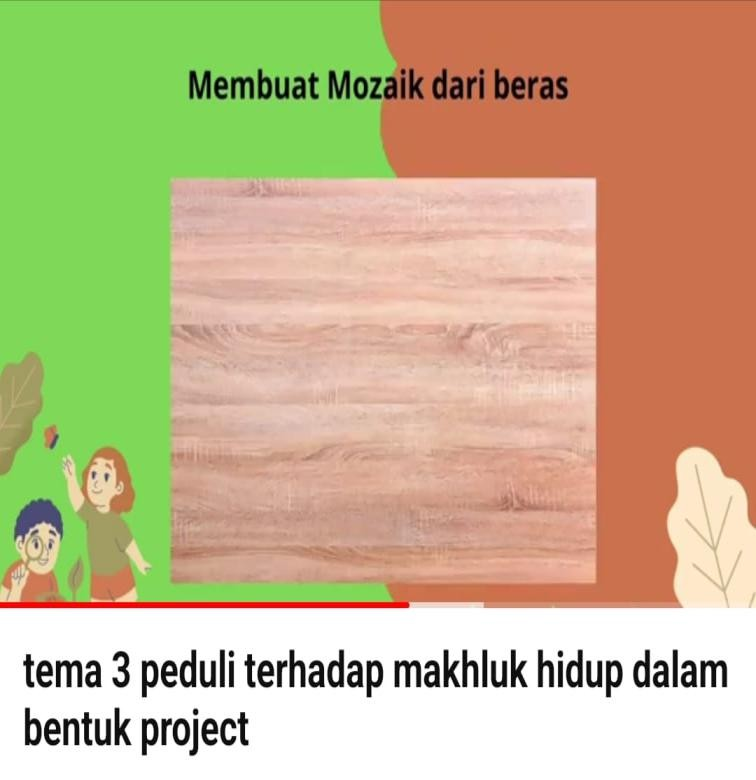 Membuat Mozaik dari beras
tema 3 peduli terhadap makhluk hidup dalam
bentuk project